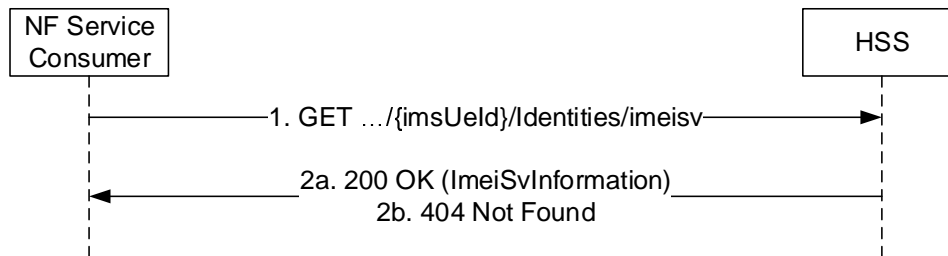 NF Service
Consumer
HSS
1. GET …/{imsUeId}/Identities/imeisv
2a. 200 OK (ImeiSvInformation)
2b. 404 Not Found